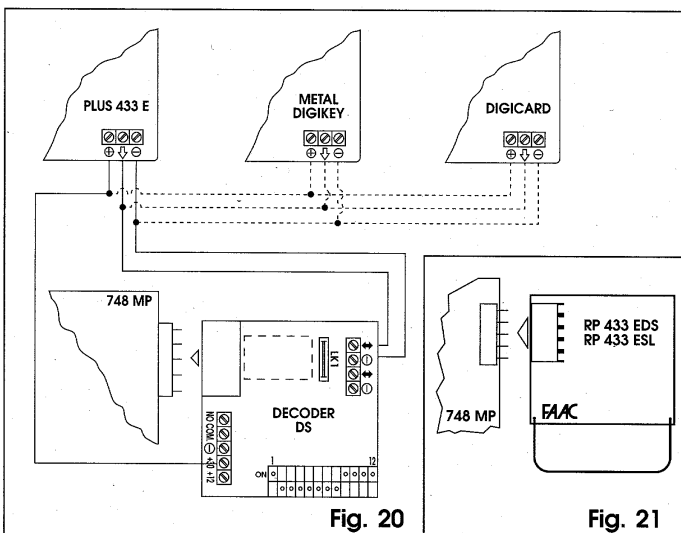 PLUS 433 E
METAL
DIGIKEY
DIGICARD
748 MP
LK1
DECODER
DS
NO COM
+30 +12
ON
1
12
Fig. 20
748 MP
RP 433 EDS
RP 433 ESL
FAAC
Fig. 21